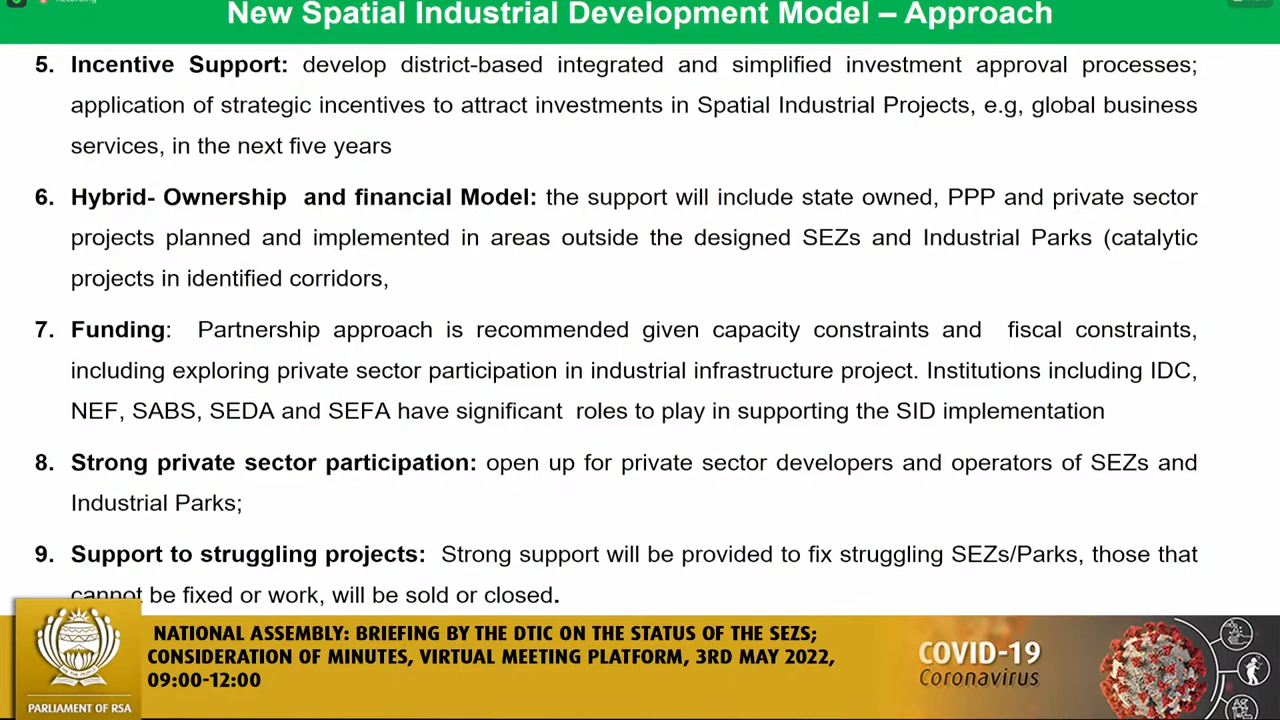 Recording
New Spatial Industrial Development Model – Approach
5. Incentive Support: develop district-based integrated and simplified investment approval processes;
application of strategic incentives to attract investments in Spatial Industrial Projects, e.g, global business
services, in the next five years
6. Hybrid- Ownership and financial Model: the support will include state owned, PPP and private sector
projects planned and implemented in areas outside the designed SEZs and Industrial Parks (catalytic
projects in identified corridors,
7. Funding: Partnership approach is recommended given capacity constraints and fiscal constraints,
including exploring private sector participation in industrial infrastructure project. Institutions including IDC,
NEF, SABS, SEDA and SEFA have significant roles to play in supporting the SID implementation
8. Strong private sector participation: open up for private sector developers and operators of SEZs and
Industrial Parks;
9. Support to struggling projects: Strong support will be provided to fix struggling SEZs/Parks, those that
cannot be fixed or work, will be sold or closed.
NATIONAL ASSEMBLY: BRIEFING BY THE DTIC ON THE STATUS OF THE SEZS;
CONSIDERATION OF MINUTES, VIRTUAL MEETING PLATFORM, 3RD MAY 2022,
09:00-12:00
PARLIAMENT OF RSA
COVID-19
Coronavirus